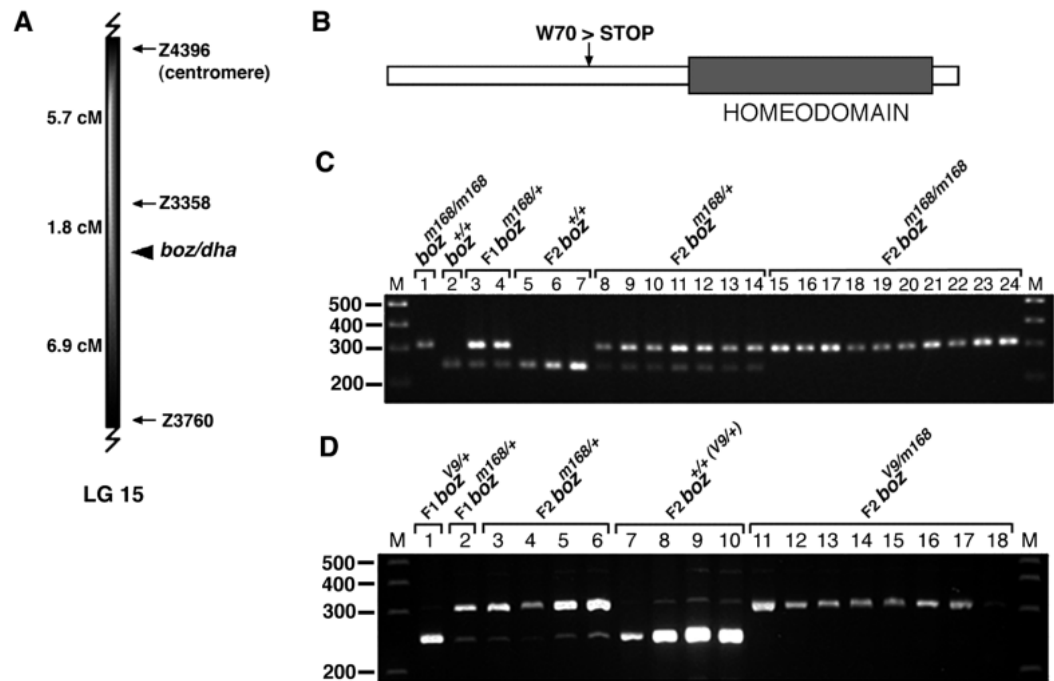 A
Z4396
(centromere)
5.7 cM
Z3358
1.8 cM
boz/dha
6.9 cM
Z3760
LG 15
B
W70 > STOP
HOMEODOMAIN
C
boz m168/m168
boz +/+
F1 boz m168/+
F2 boz +/+
F2 boz m168/+
F2 boz m168/m168
M 1 2 3 4 5 6 7 8 9 10 11 12 13 14 15 16 17 18 19 20 21 22 23 24 M
500
400
300
200
D
F1 boz V9/+
F1 boz m168/+
F2 boz m168/+
F2 boz +/+ (V9/+)
F2 boz V9/m168
M 1 2 3 4 5 6 7 8 9 10 11 12 13 14 15 16 17 18 M
500
400
300
200